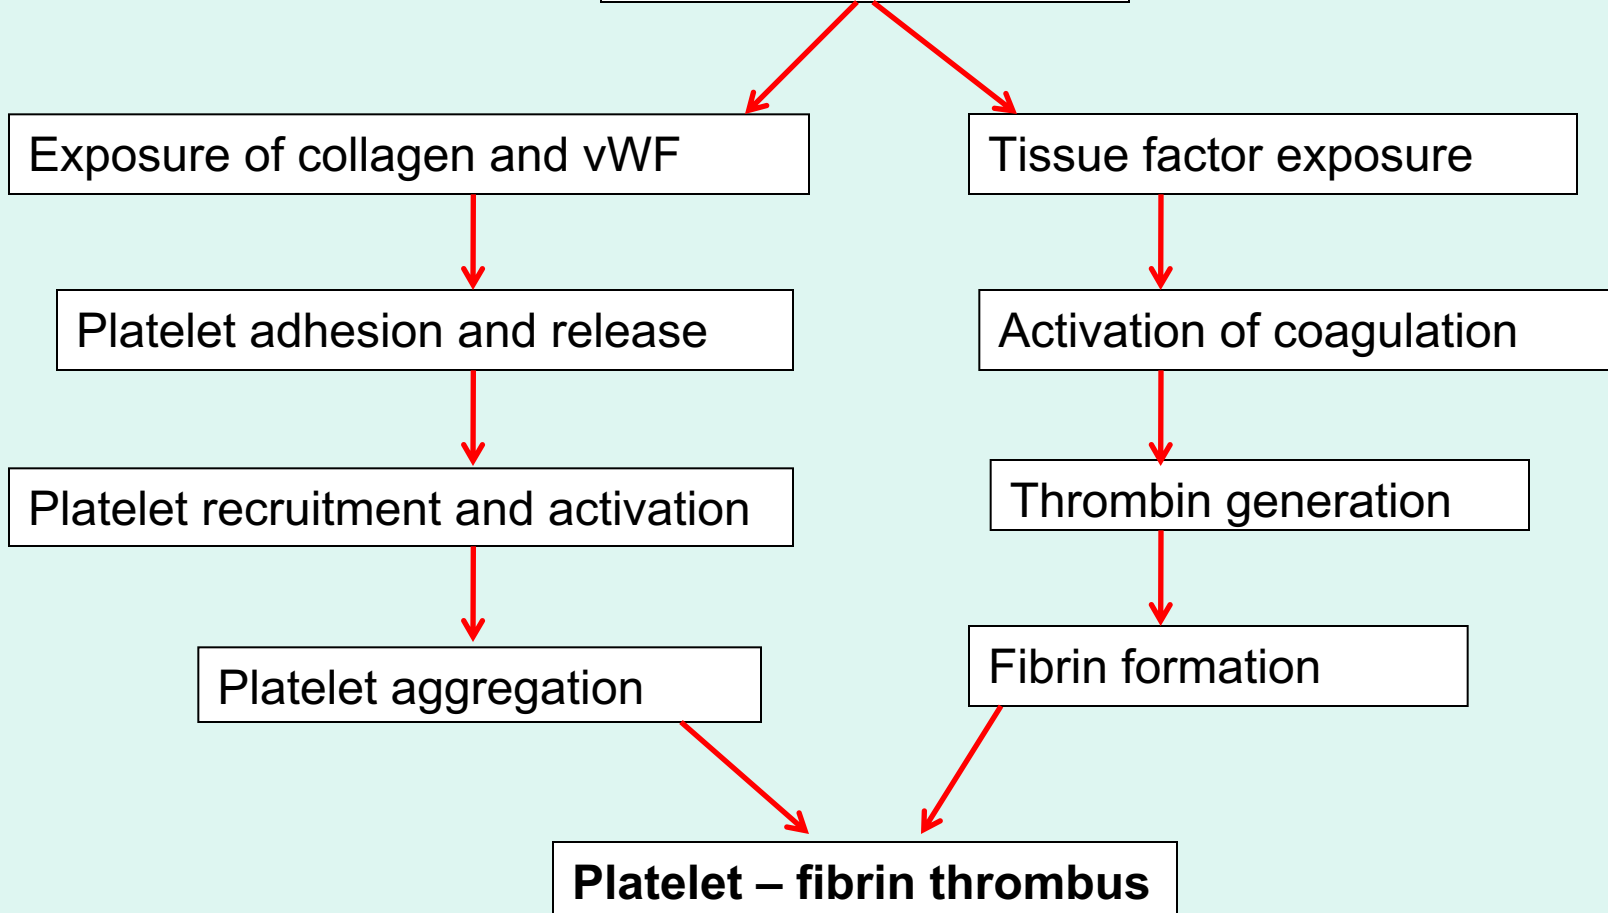 Exposure of collagen and vWF
Tissue factor exposure
Platelet adhesion and release
Activation of coagulation
Platelet recruitment and activation
Thrombin generation
Platelet aggregation
Fibrin formation
Platelet – fibrin thrombus